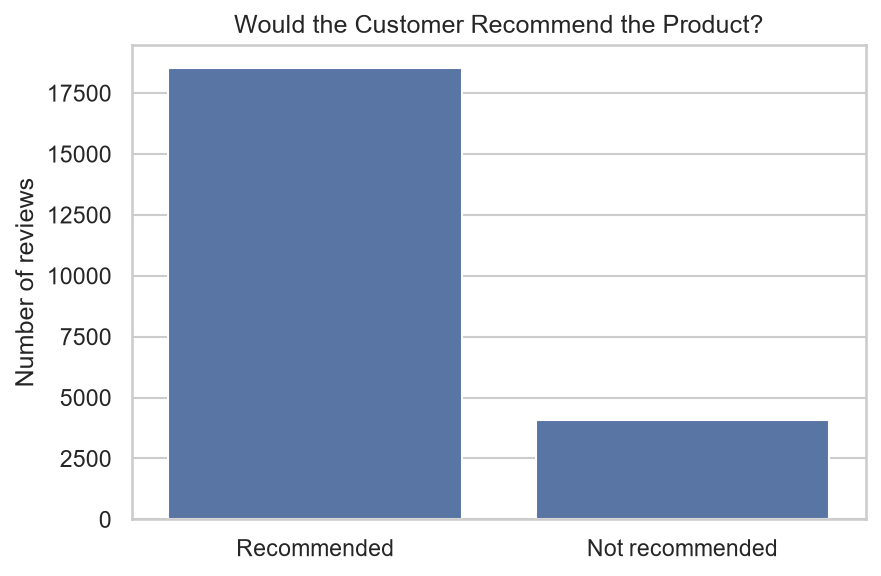 Would the Customer Recommend the Product?
Number of reviews
17500
15000
12500
10000
7500
5000
2500
0
Recommended
Not recommended